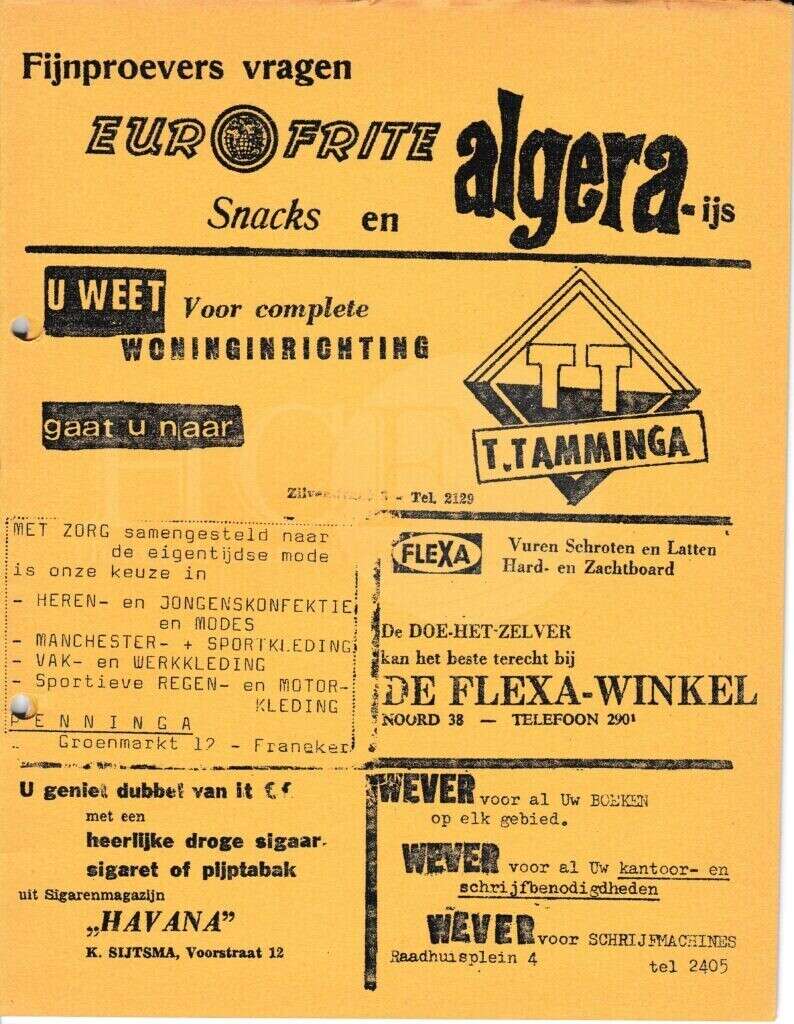 Fijnproevers vragen
EUROFRITE algera-ijs
Snacks en
U WEET Voor complete
WONINGINRICHTING
gaat u naar
TT
T. TAMMINGA
3 - Tel. 2129
MET ZORG samengesteld naar
de eigentijdse mode
is onze keuze in
- HEREN- en JONGENSKONFEKTIE
en MODES
- MANCHESTER- + SPORTKLEDING
- VAK- en WERKKLEDING
- Sportieve REGEN- en MOTOR-
KLEDING
PENNINGA
Groenmarkt 12 - Franeker
FLEXA
Vuren Schroten en Latten
Hard- en Zachtboard
De DOE-HET-ZELVER
kan het beste terecht bij
DE FLEXA-WINKEL
NOORD 38 — TELEFOON 2901
U geniet dubbel van it
met een
heerlijke droge sigaar,
sigaret of pijptabak
uit Sigarenmagazijn
„HAVANA”
K. SIJTSMA, Voorstraat 12
WEVER voor al Uw BOEKEN
op elk gebied.
WEVER voor al Uw kantoor- en
schrijfbenodigdheden
WEVER voor SCHRIJFMACHINES
Raadhuisplein 4
tel 2405